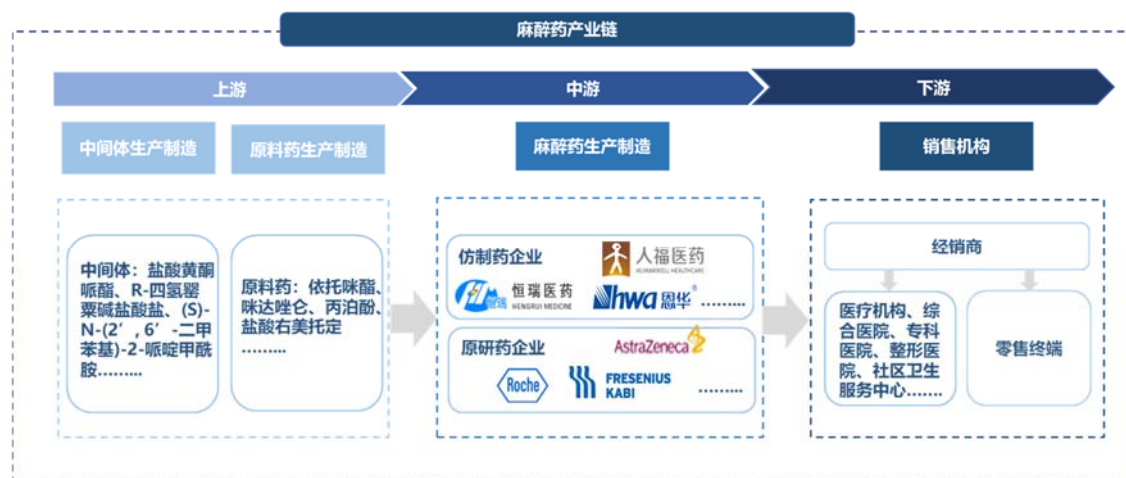 麻醉药产业链
上游
中游
下游
中间体生产制造
原料药生产制造
麻醉药生产制造
销售机构
中间体：盐酸黄酮
哌酯、R-四氢罂
粟碱盐酸盐、(S)-
N-(2’, 6’-二甲
苯基)-2-哌啶甲酰
胺………
原料药：依托咪酯、
咪达唑仑、丙泊酚、
盐酸右美托定
………
仿制药企业
人福医药
HUMANWELL HEALTHCARE
恒瑞
恒瑞医药
HENGRUI MEDICINE
hwa 恩华®
………
原研药企业
AstraZeneca
Roche
FRESENIUS
KABI
………
经销商
医疗机构、综
合医院、专科
医院、整形医
院、社区卫生
服务中心…….
零售终端